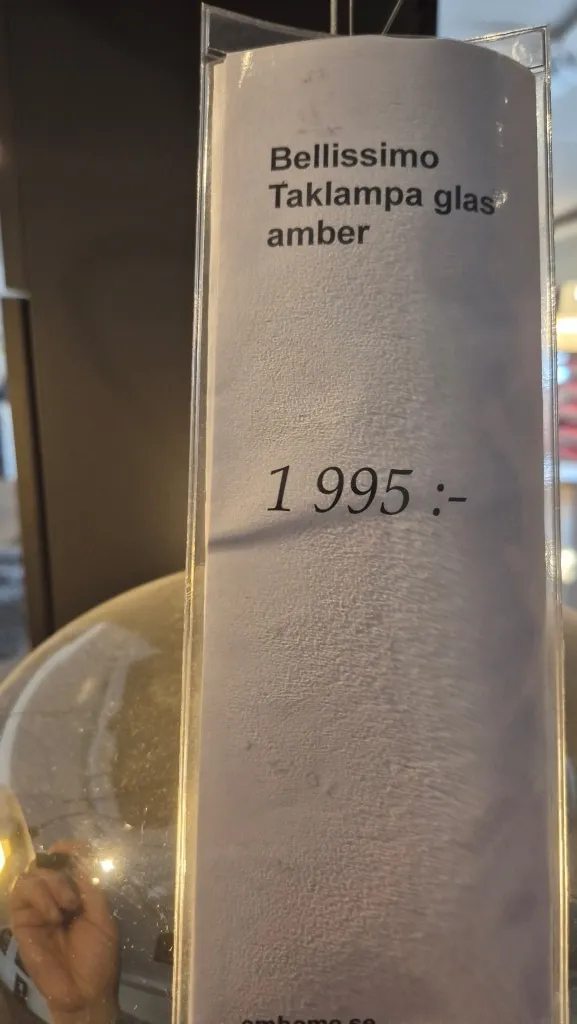 Bellissimo
Taklampa glas
amber
1 995 :-